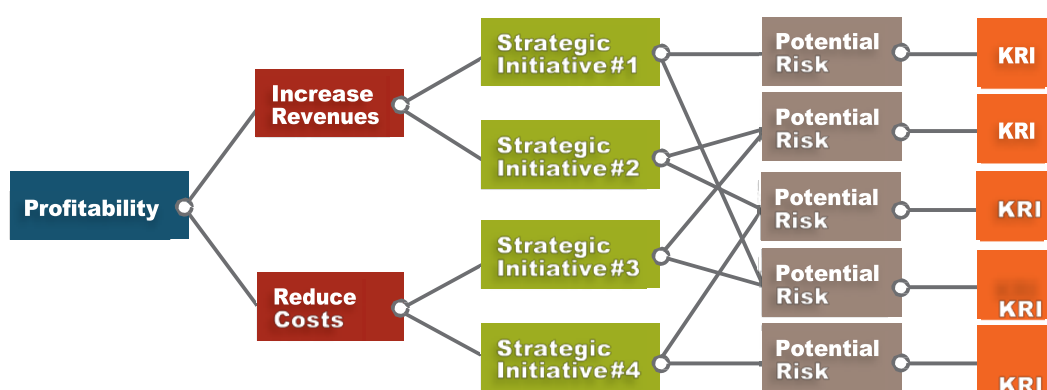 Profitability
Increase
Revenues
Reduce
Costs
Strategic
Initiative #1
Strategic
Initiative #2
Strategic
Initiative #3
Strategic
Initiative #4
Potential
Risk
Potential
Risk
Potential
Risk
Potential
Risk
Potential
Risk
KRI
KRI
KRI
KRI
KRI